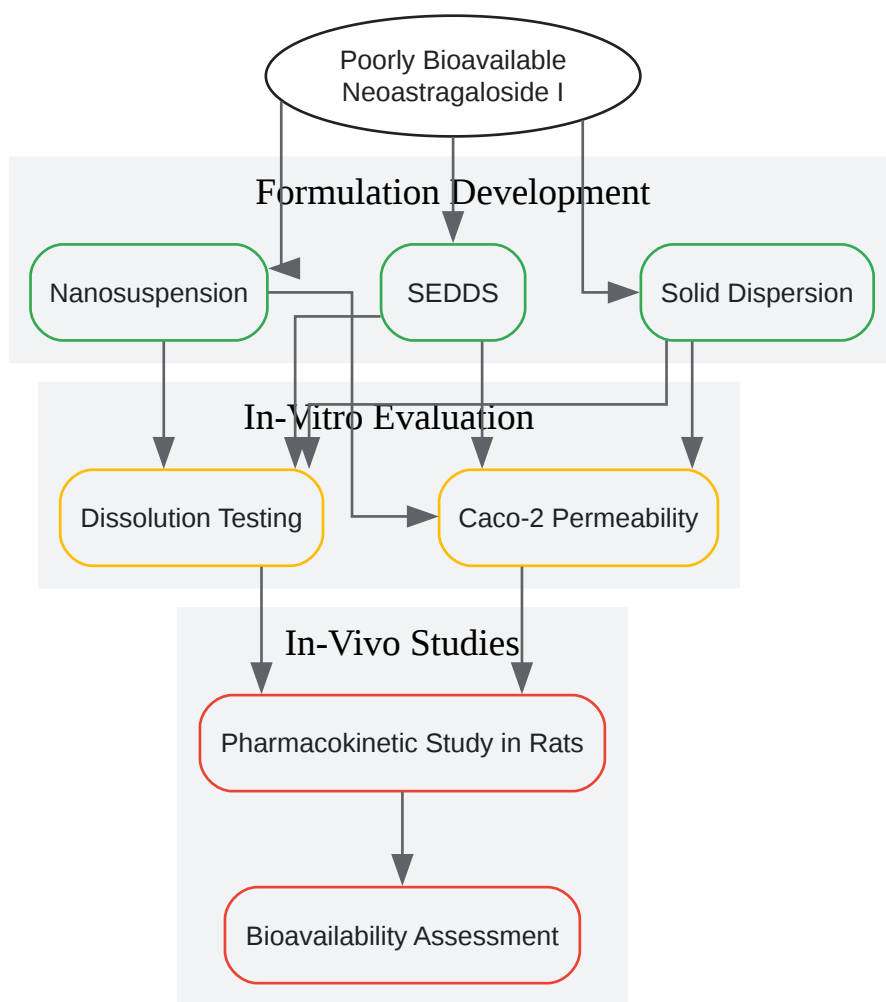 Poorly Bioavailable
Neoastragaloside I
Formulation Development
Nanosuspension
SEDDS
Solid Dispersion
In-Vitro Evaluation
Dissolution Testing
Caco-2 Permeability
In-Vivo Studies
Pharmacokinetic Study in Rats
Bioavailability Assessment